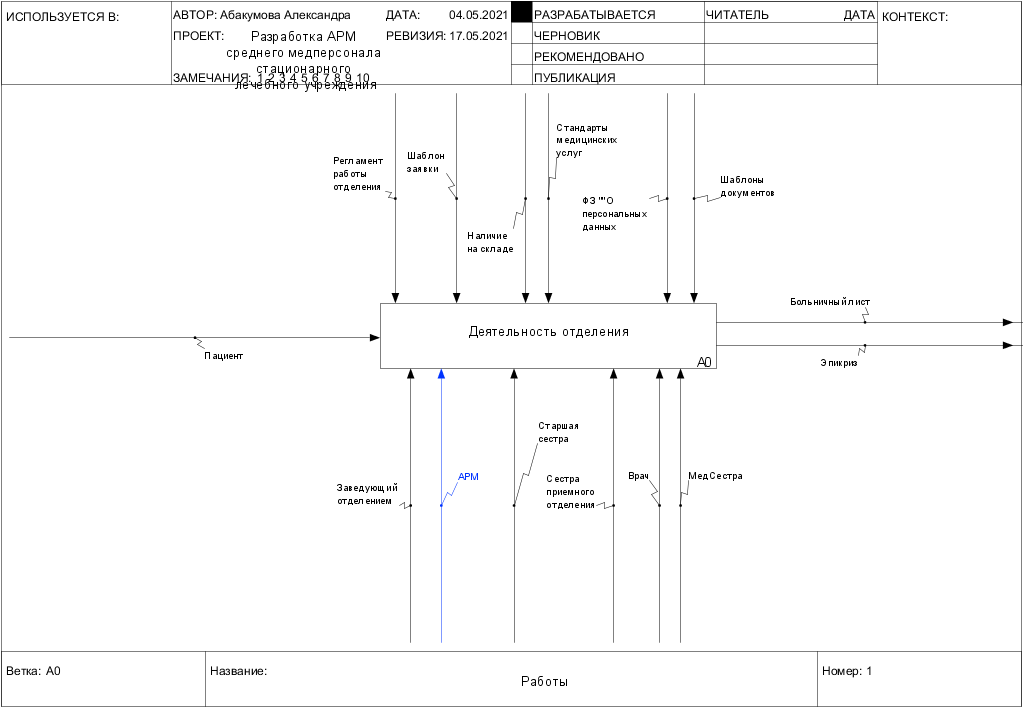 ИСПОЛЬЗУЕТСЯ В:
АВТОР: Абакумова Александра
ДАТА: 04.05.2021
РАЗРАБАТЫВАЕТСЯ
ЧИТАТЕЛЬ
ДАТА
КОНТЕКСТ:
ПРОЕКТ: Разработка АРМ
среднего медперсонала
стационарного
лечебного учреждения
РЕВИЗИЯ: 17.05.2021
ЧЕРНОВИК
РЕКОМЕНДОВАНО
ЗАМЕЧАНИЯ: 1 2 3 4 5 6 7 8 9 10
ПУБЛИКАЦИЯ
Регламент
работы
отделения
Шаблон
заявки
Наличие
на складе
Стандарты
медицинских
услуг
ФЗ ""О
персональных
данных
Шаблоны
документов
Пациент
Деятельность отделения
A0
Больничный лист
Эпикриз
Заведующий
отделением
АРМ
Старшая
сестра
Сестра
приемного
отделения
Врач
МедСестра
Ветка: A0
Название:
Работы
Номер: 1